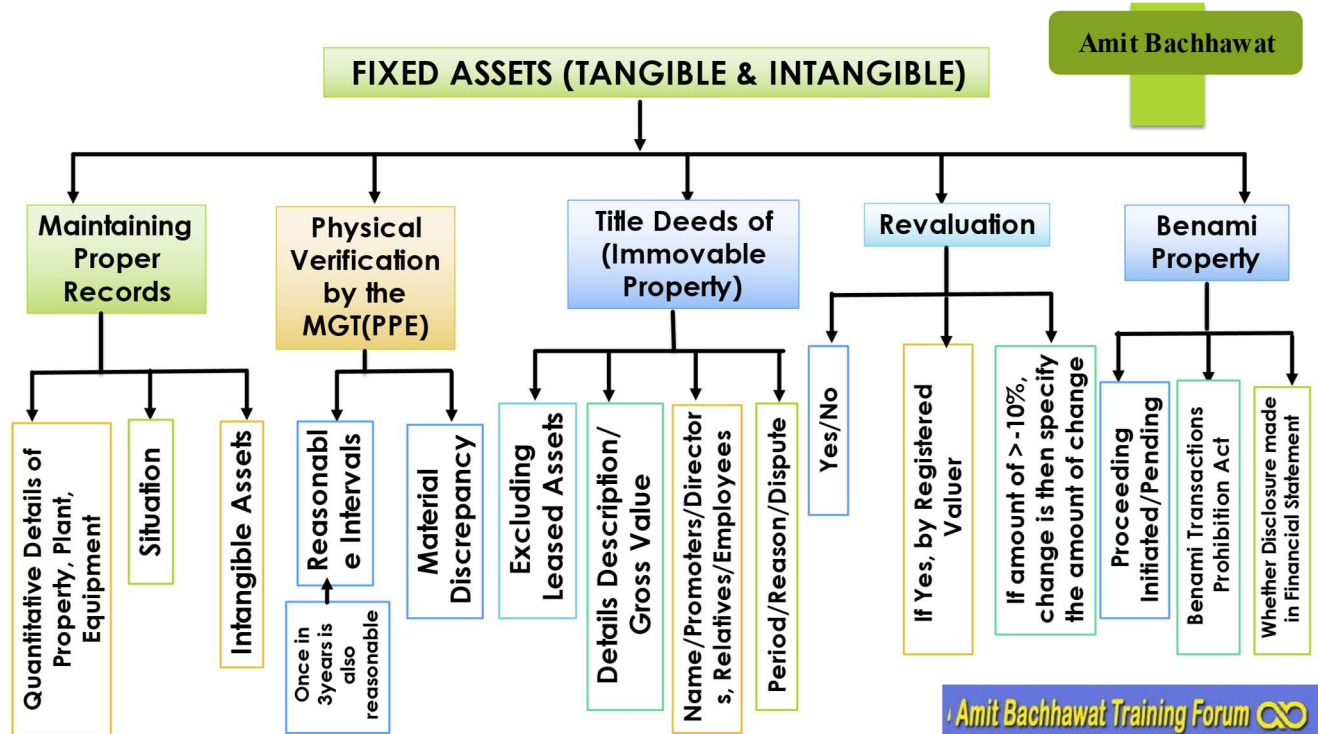 Amit Bachhawat
FIXED ASSETS (TANGIBLE & INTANGIBLE)
Maintaining
Proper
Records
Physical
Verification
by the
MGT(PPE)
Title Deeds of
(Immovable
Property)
Revaluation
Benami
Property
Quantitative Details of
Property, Plant,
Equipment
Situation
Intangible Assets
Reasonabl
e Intervals
Once in
3years is
also
reasonable
Material
Discrepancy
Excluding
Leased Assets
Details Description/
Gross Value
Name/Promoters/Director
s, Relatives/Employees
Period/Reason/Dispute
Yes/No
If Yes, by Registered
Valuer
If amount of >-10%,
change is then specify
the amount of change
Proceeding
Initiated/Pending
Benami Transactions
Prohibition Act
Whether Disclosure made
in Financial Statement
Amit Bachhawat Training Forum